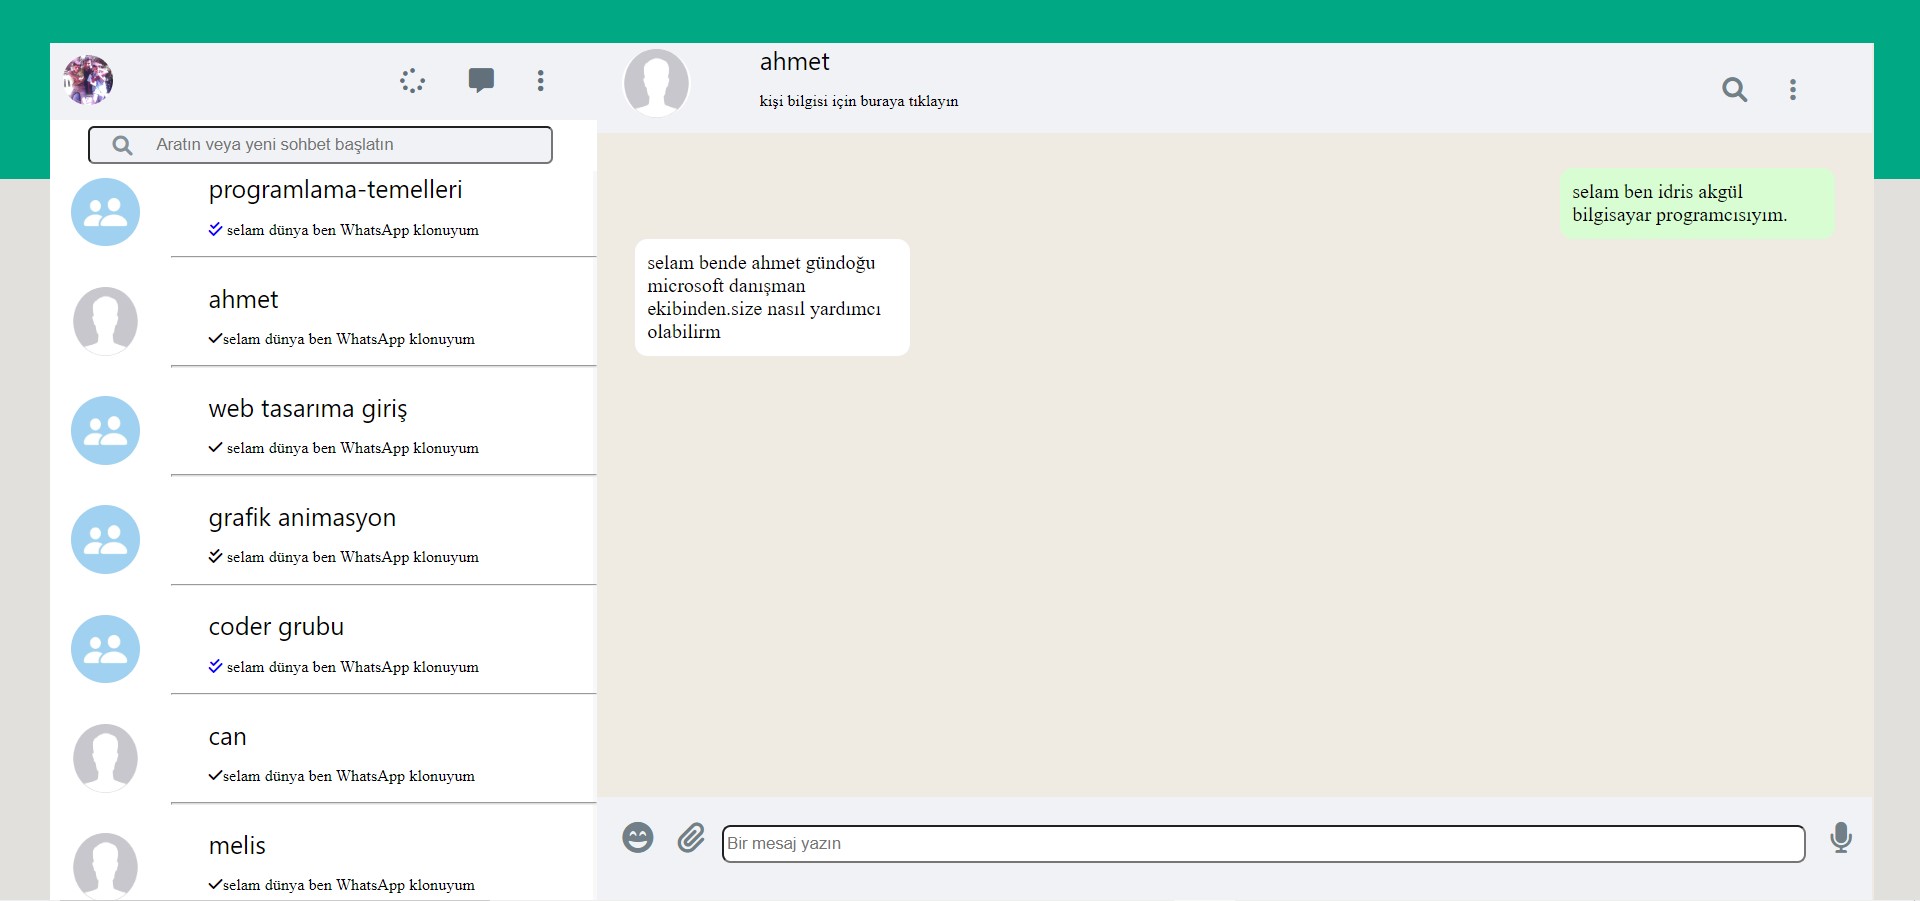 Aratın veya yeni sohbet başlatın
programlama-temelleri
selam dünya ben WhatsApp klonuyum
ahmet
selam dünya ben WhatsApp klonuyum
web tasarıma giriş
selam dünya ben WhatsApp klonuyum
grafik animasyon
selam dünya ben WhatsApp klonuyum
coder grubu
selam dünya ben WhatsApp klonuyum
can
selam dünya ben WhatsApp klonuyum
melis
selam dünya ben WhatsApp klonuyum
ahmet
kişi bilgisi için buraya tıklayın
selam ben idris akgül
bilgisayar programcısıyım.
selam bende ahmet gündoğu
microsoft danışman
ekibinden.size nasıl yardımcı
olabilirm
Bir mesaj yazın